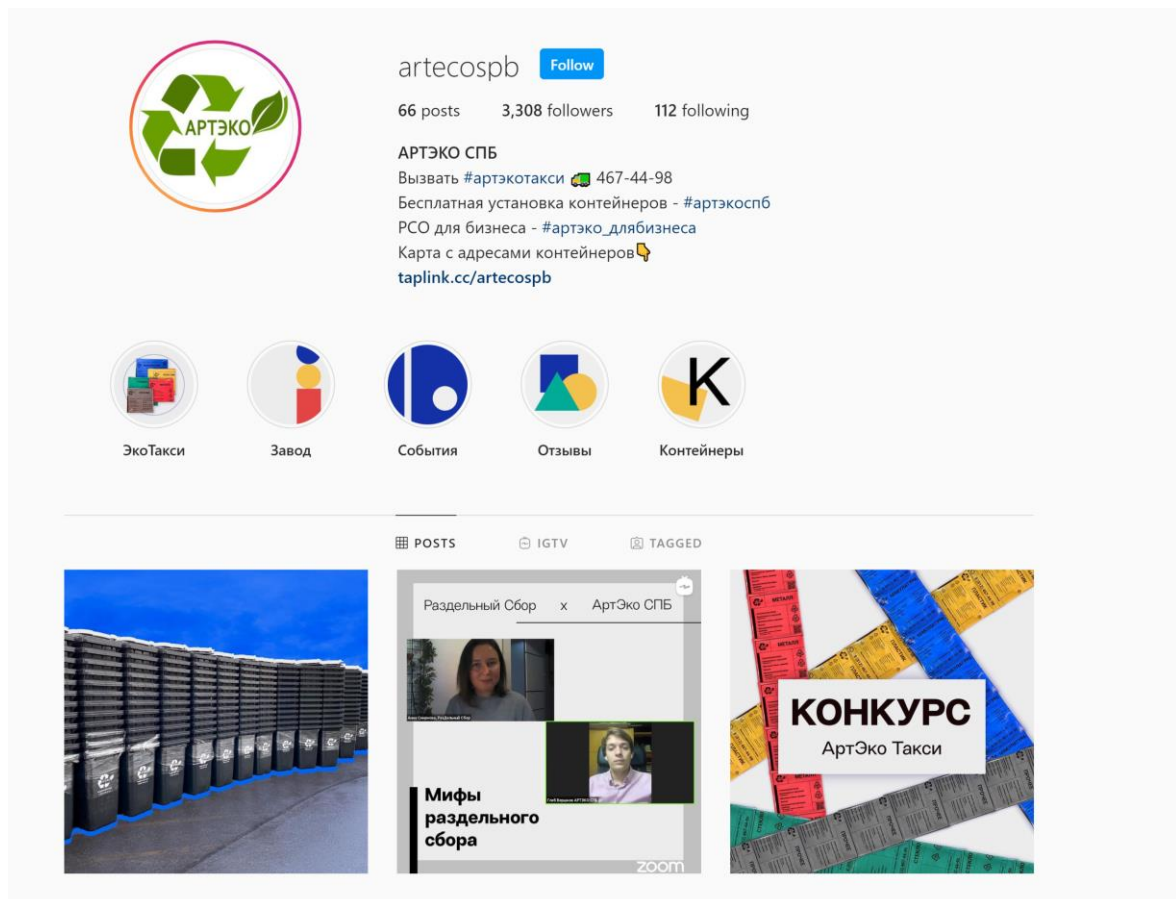 АРТЭКО
artecospb Follow
66 posts 3,308 followers 112 following
АРТЭКО СПБ
Вызвать #артэкотакси 467-44-98
Бесплатная установка контейнеров - #артэкоспб
РСО для бизнеса - #артэко_длябизнеса
Карта с адресами контейнеров
taplink.cc/artecospb
ЭкоТакси Завод События Отзывы Контейнеры
К
POSTS IGTV TAGGED
Раздельный Сбор x АртЭко СПБ
Мифы
раздельного
сбора
zoom
МЕТАЛЛ
КОНКУРС
АртЭко Такси